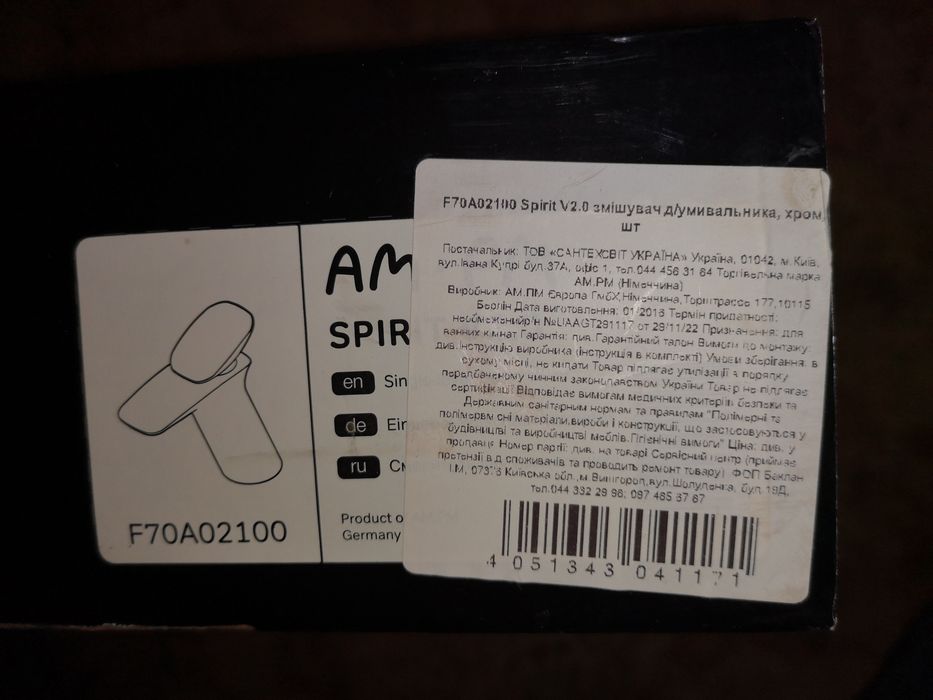 AM
SPIR
en Sin
de Ein
ru См
Product o
Germany
F70A02100
F70A02100 Spirit V2.0 змішувач д/умивальника, хром,
шт
Постачальник: ТОВ «САНТЕХСВІТ УКРАЇНА» Україна, 01042, м.Київ,
вул.Івана Купрі буд.37А, офіс 1, тел.044 456 31 64 Торгівельна марка
AM.PM (Німеччина)
Виробник: АМ.ПМ Європа ГмбХ,Німеччина,Торштрассе 177,10115
Берлін Дата виготовлення: 01/2018 Термін придатності:
необмежений р/н №UAAGT291117 от 29/11/22 Призначення: для
ванних кімнат Гарантія: див. Гарантійний талон Вимоги до монтажу:
див.інструкцію виробника (інструкція в комплекті) Умови зберігання: в
сухому місці, не кидати Товар підлягає утилізації в порядку
передбаченому чинним законодавством України Товар не підлягає
сертифікації Відповідає вимогам медичних критеріїв безпеки та
Державним санітарним нормам та правилам "Полімерні та
полімервмісні матеріали,вироби і конструкції, що застосовуються у
будівництві та виробництві меблів.Гігієнічні вимоги" Ціна: див. у
продавця Номер партії: див. на товарі Сервісний центр (приймає
претензії від споживачів та проводить ремонт товару): ФОП Баклан
І.М, Київська обл.,м Вишгород,вул.Шолуденка, буд 19Д,
тел.044 332 29 96; 097 465 67 67
4 051343 041171